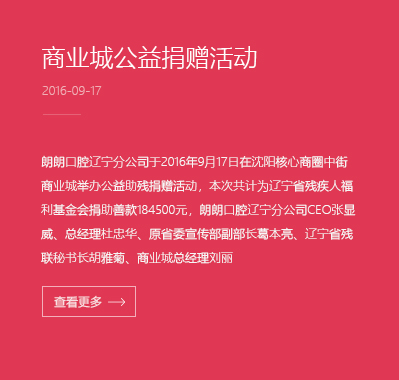 商业城公益捐赠活动
2016-09-17
朗朗口腔辽宁分公司于2016年9月17日在沈阳核心商圈中街
商业城举办公益助残捐赠活动，本次共计为辽宁省残疾人福
利基金会捐助善款184500元，朗朗口腔辽宁分公司CEO张显
威、总经理杜忠华、原省委宣传部副部长葛本亮、辽宁省残
联秘书长胡雅菊、商业城总经理刘丽
查看更多